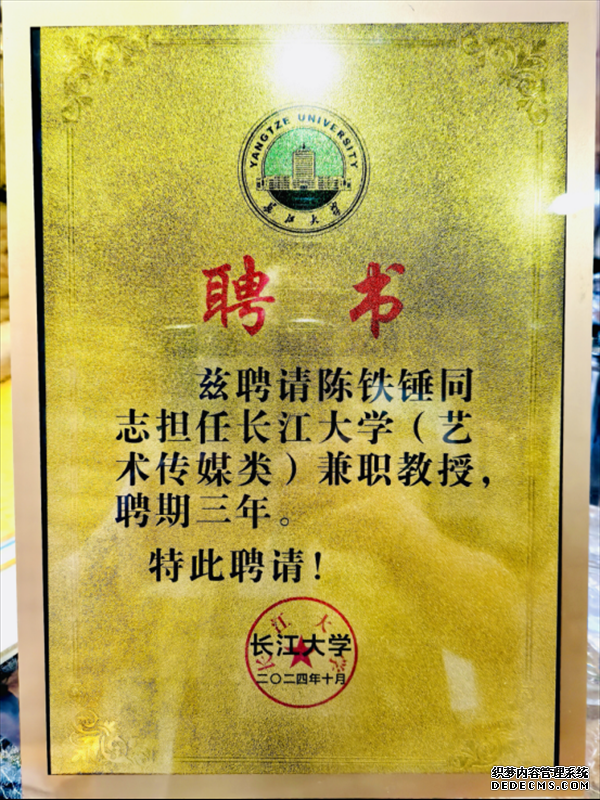 YANGTZE UNIVERSITY
长江大学
聘 书
兹聘请陈铁锤同
志担任长江大学（艺
术传媒类）兼职教授，
聘期三年。
特此聘请！
长江大学
长江大学
二〇二四年十月
织梦内容管理系统
DEDECMS.COM